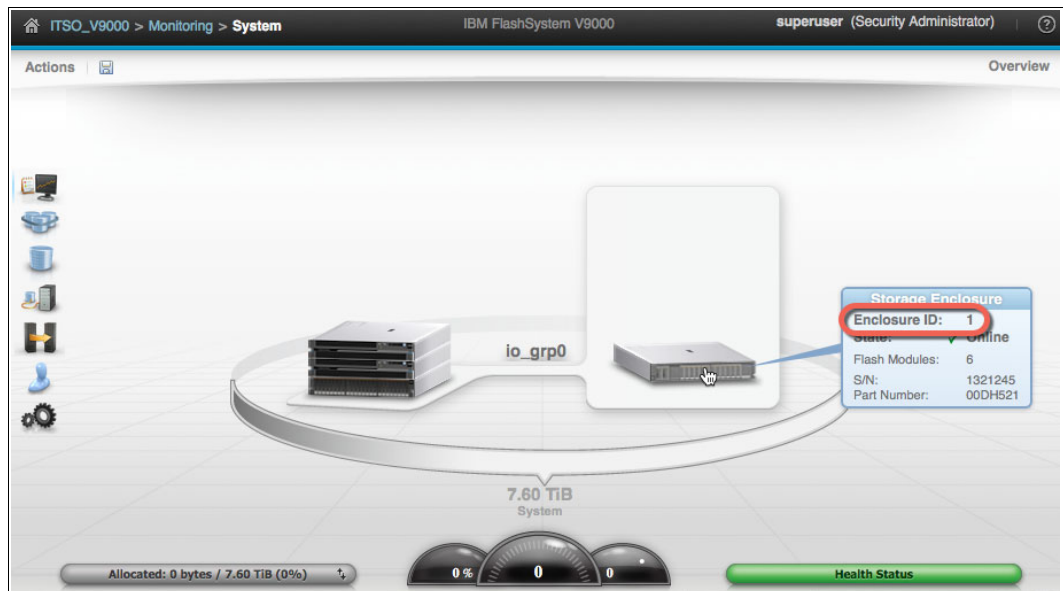 ITSO_V9000 > Monitoring > System
IBM FlashSystem V9000
superuser (Security Administrator)
?
Actions
Overview
Storage Enclosure
Enclosure ID: 1
State: Online
Flash Modules: 6
S/N: 1321245
Part Number: 00DH521
io_grp0
7.60 TiB
System
Allocated: 0 bytes / 7.60 TiB (0%)
0 %
0
0
Health Status